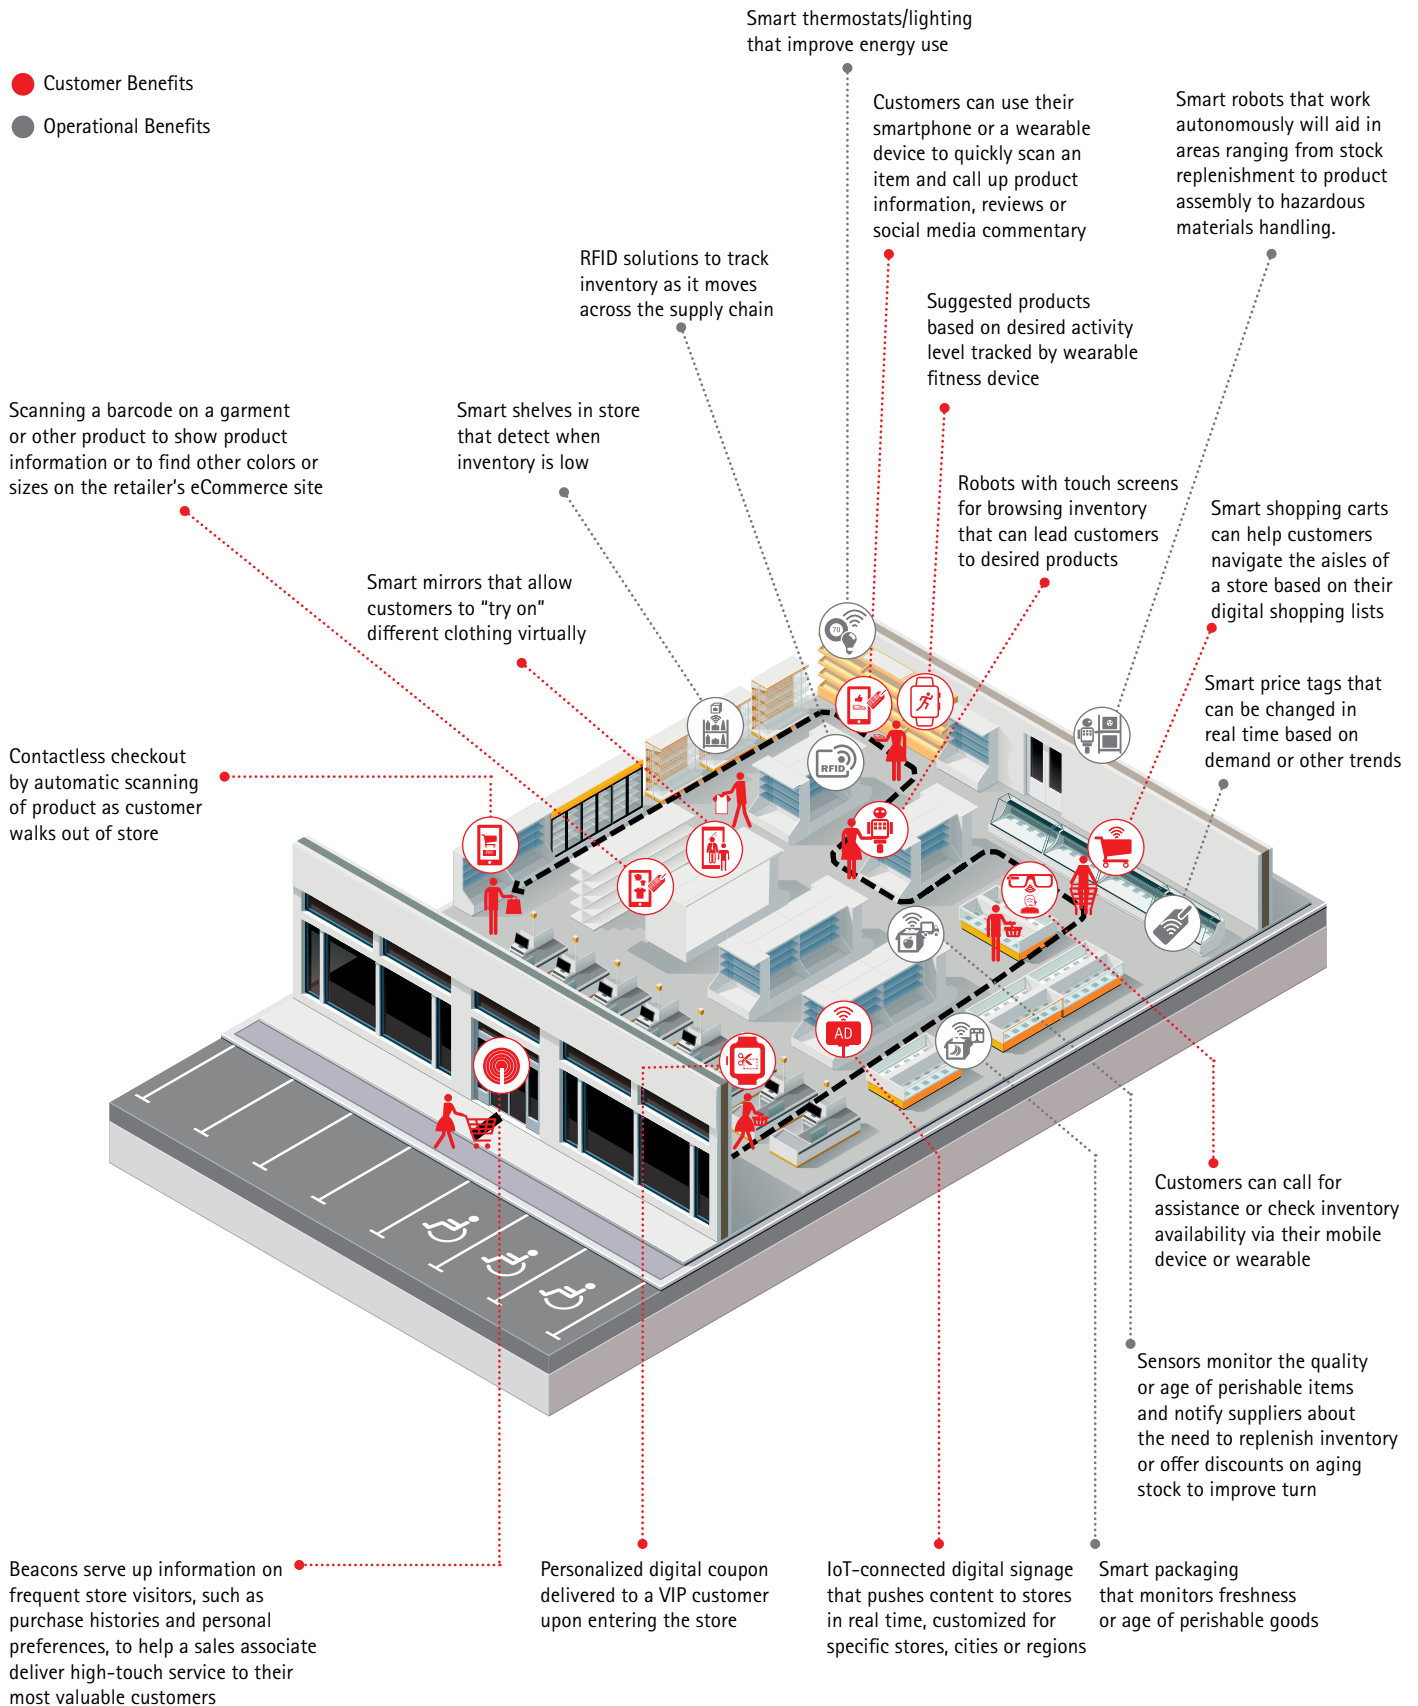 Smart thermostats/lighting
that improve energy use
Customer Benefits
Operational Benefits
Customers can use their
smartphone or a wearable
device to quickly scan an
item and call up product
information, reviews or
social media commentary
Smart robots that work
autonomously will aid in
areas ranging from stock
replenishment to product
assembly to hazardous
materials handling.
RFID solutions to track
inventory as it moves
across the supply chain
Suggested products
based on desired activity
level tracked by wearable
fitness device
Scanning a barcode on a garment
or other product to show product
information or to find other colors or
sizes on the retailer's eCommerce site
Smart shelves in store
that detect when
inventory is low
Robots with touch screens
for browsing inventory
that can lead customers
to desired products
Smart shopping carts
can help customers
navigate the aisles of
a store based on their
digital shopping lists
Smart mirrors that allow
customers to “try on”
different clothing virtually
70
Smart price tags that
can be changed in
real time based on
demand or other trends
Contactless checkout
by automatic scanning
of product as customer
walks out of store
RFID
AD
Customers can call for
assistance or check inventory
availability via their mobile
device or wearable
Sensors monitor the quality
or age of perishable items
and notify suppliers about
the need to replenish inventory
or offer discounts on aging
stock to improve turn
Beacons serve up information on
frequent store visitors, such as
purchase histories and personal
preferences, to help a sales associate
deliver high-touch service to their
most valuable customers
Personalized digital coupon
delivered to a VIP customer
upon entering the store
IoT-connected digital signage
that pushes content to stores
in real time, customized for
specific stores, cities or regions
Smart packaging
that monitors freshness
or age of perishable goods